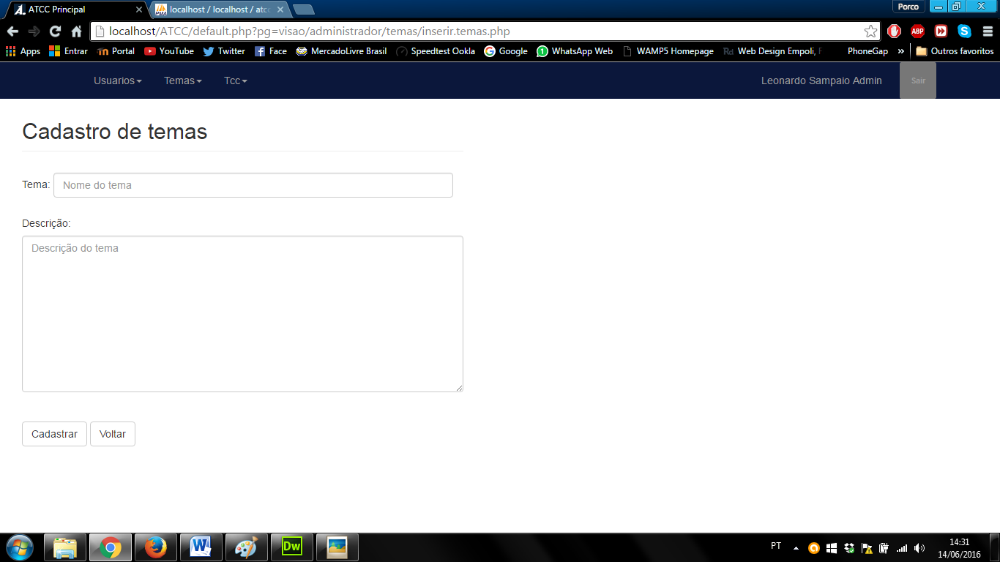 ATCC Principal
localhost / localhost / atcc
Porco
localhost/ATCC/default.php?pg=visao/administrador/temas/inserir.temas.php
ABP
Apps Entrar Portal YouTube Twitter Face MercadoLivre Brasil Speedtest Ookla Google WhatsApp Web WAMP5 Homepage Web Design Empoli, F PhoneGap » Outros favoritos
Usuarios Temas Tcc Leonardo Sampaio Admin Sair
Cadastro de temas
Tema: Nome do tema
Descrição:
Descrição do tema
Cadastrar Voltar
Dw
PT
14:31
14/06/2016